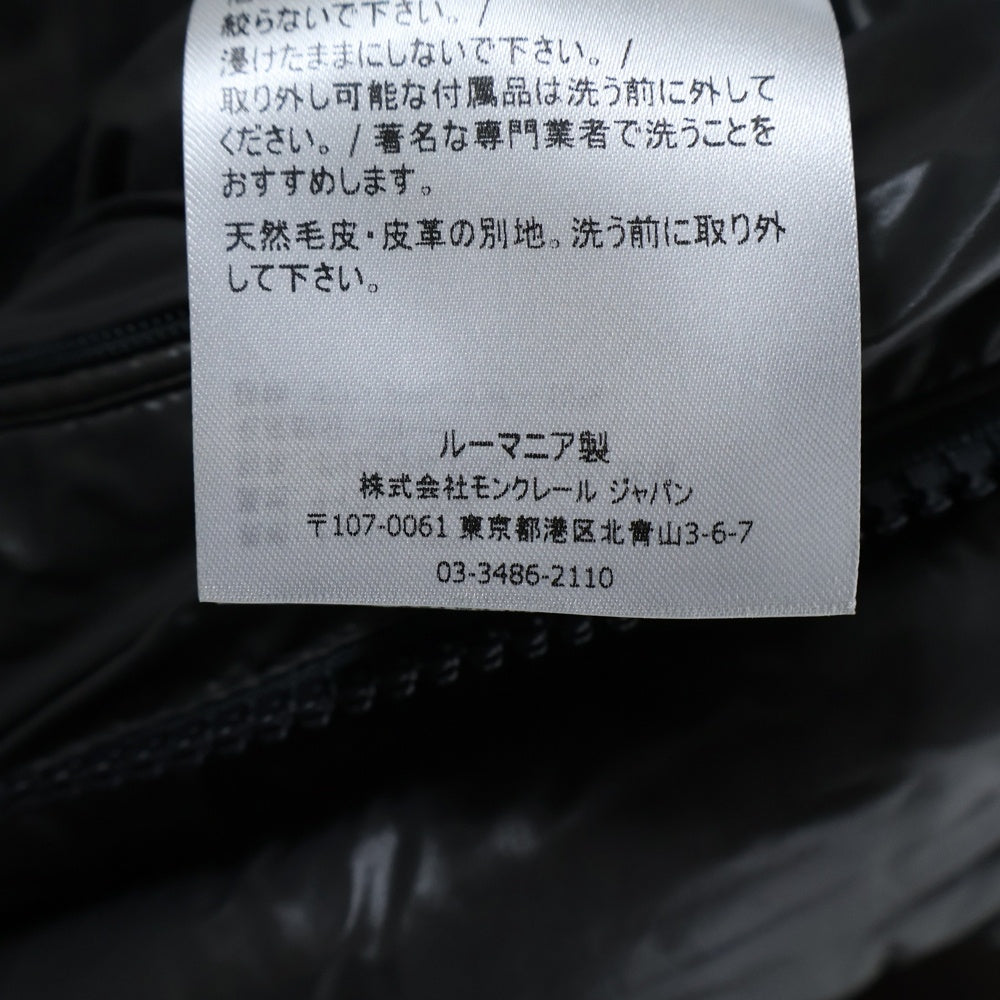 絞らないで下さい。/
浸けたままにしないで下さい。/
取り外し可能な付属品は洗う前に外して
ください。/ 著名な専門業者で洗うことを
おすすめします。
天然毛皮・皮革の別地。洗う前に取り外
して下さい。
ルーマニア製
株式会社モンクレール ジャパン
〒107-0061 東京都港区北青山3-6-7
03-3486-2110